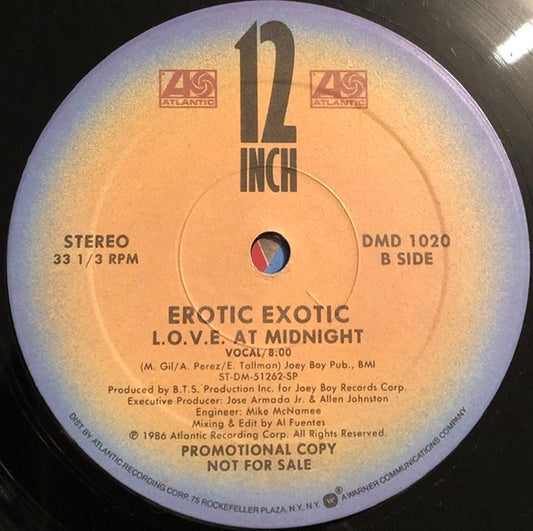 12
INCH
ATLANTIC
ATLANTIC
STEREO
33 1/3 RPM
DMD 1020
B SIDE
EROTIC EXOTIC
L.O.V.E. AT MIDNIGHT
VOCAL/8:00
(M. Gil/A. Perez/E. Tallman) Joey Boy Pub., BMI
ST-DM-51262-SP
Produced by B.T.S. Production Inc. for Joey Boy Records Corp.
Executive Producer: Jose Armada Jr. & Allen Johnston
Engineer: Mike McNamee
Mixing & Edit by Al Fuentes
℗ 1986 Atlantic Recording Corp. All Rights Reserved.
PROMOTIONAL COPY
NOT FOR SALE
DIST. BY ATLANTIC RECORDING CORP. 75 ROCKEFELLER PLAZA, N.Y. N.Y. A WARNER COMMUNICATIONS COMPANY